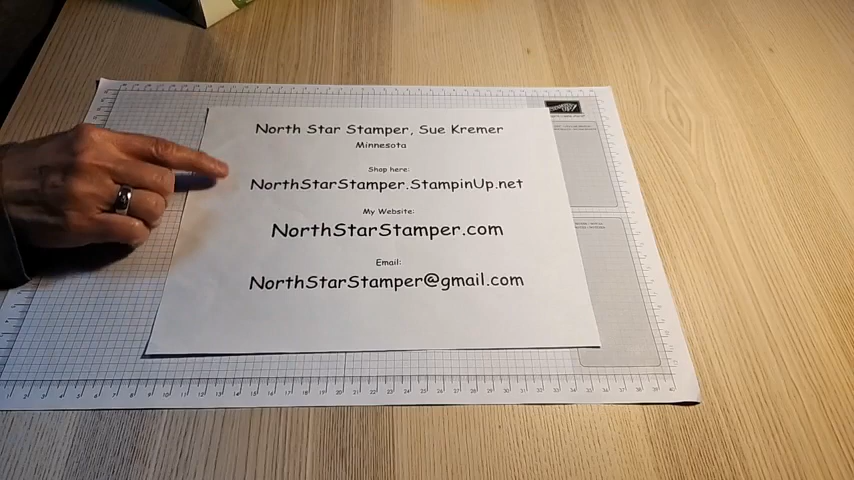 North Star Stamper, Sue Kremer
Minnesota
Shop here:
NorthStarStamper.StampinUp.net
My Website:
NorthStarStamper.com
Email:
NorthStarStamper@gmail.com